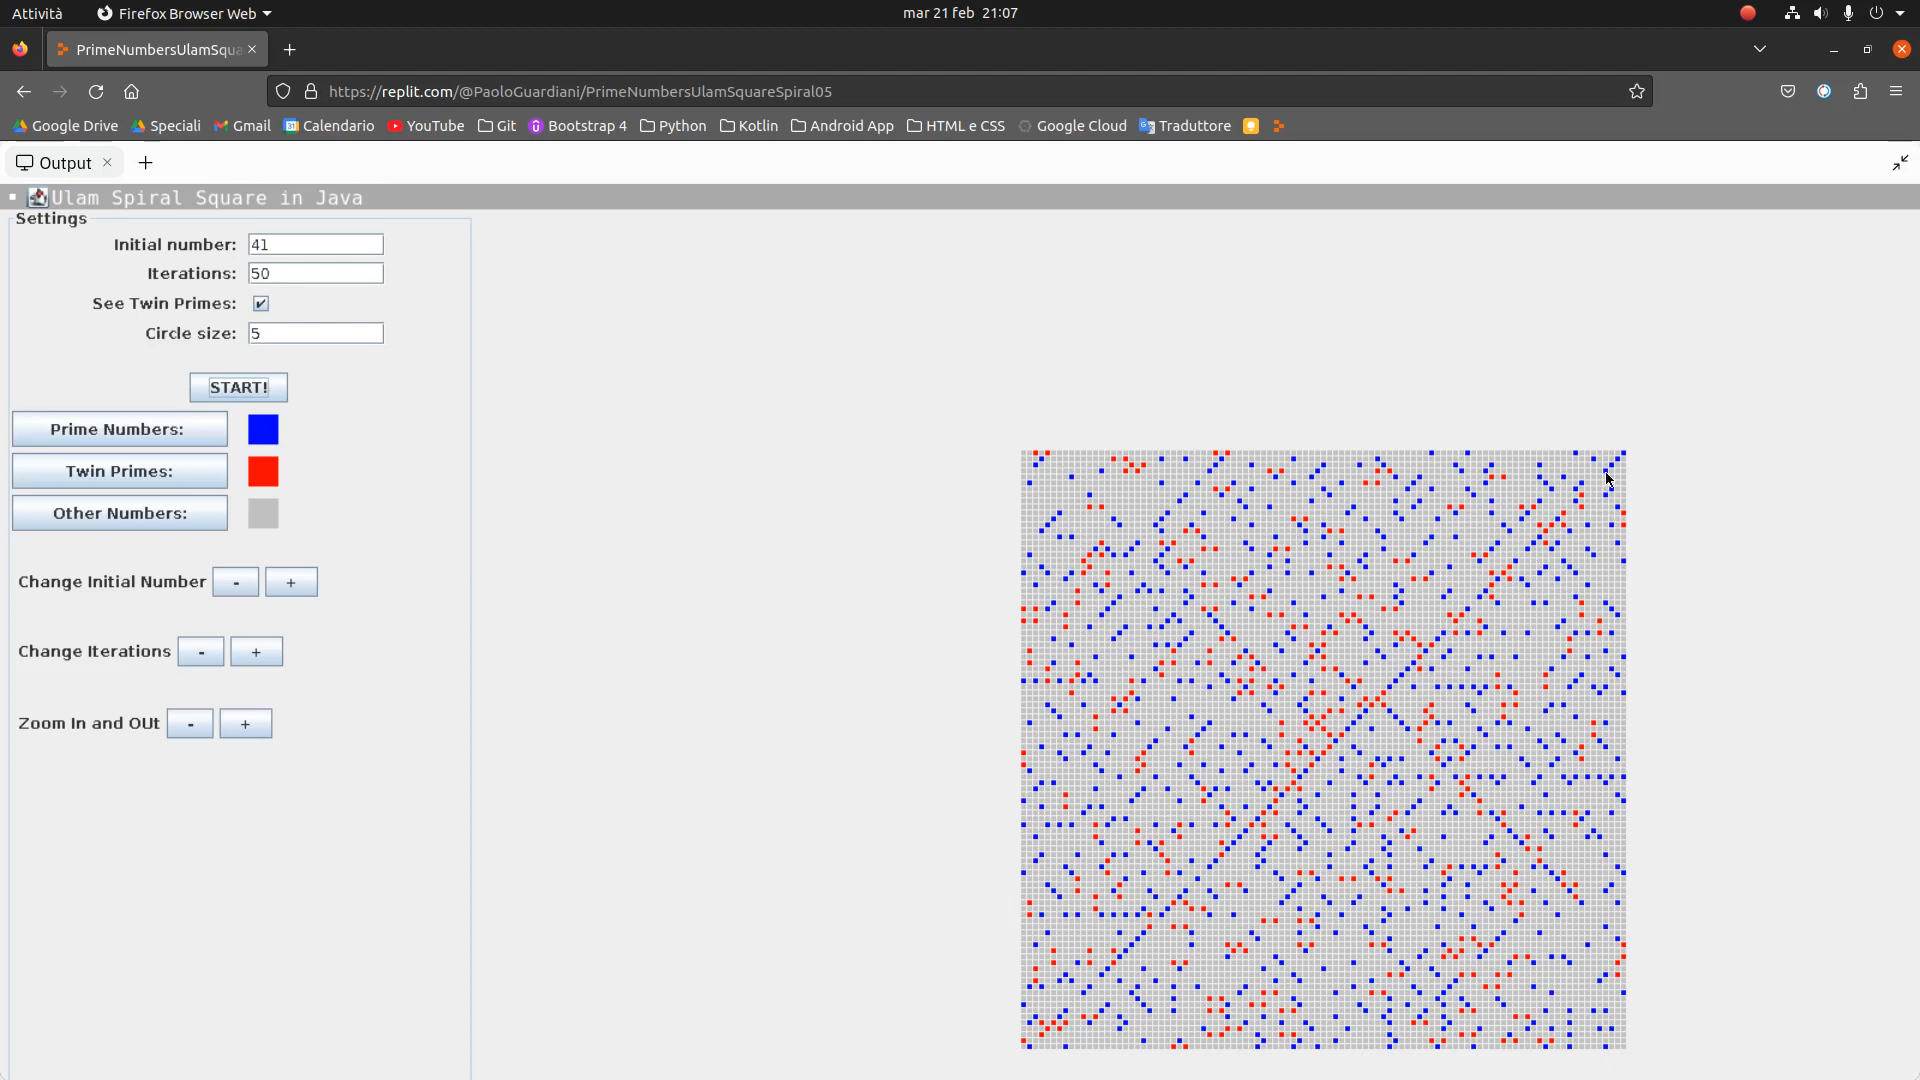 Attività Firefox Browser Web mar 21 feb 21:07
PrimeNumbersUlamSqua
https://replit.com/@PaoloGuardiani/PrimeNumbersUlamSquareSpiral05
Google Drive Speciali Gmail Calendario YouTube Git Bootstrap 4 Python Kotlin Android App HTML e CSS Google Cloud Traduttore
Output
Ulam Spiral Square in Java
Settings
Initial number: 41
Iterations: 50
See Twin Primes:
Circle size: 5
START!
Prime Numbers:
Twin Primes:
Other Numbers:
Change Initial Number - +
Change Iterations - +
Zoom In and OUt - +